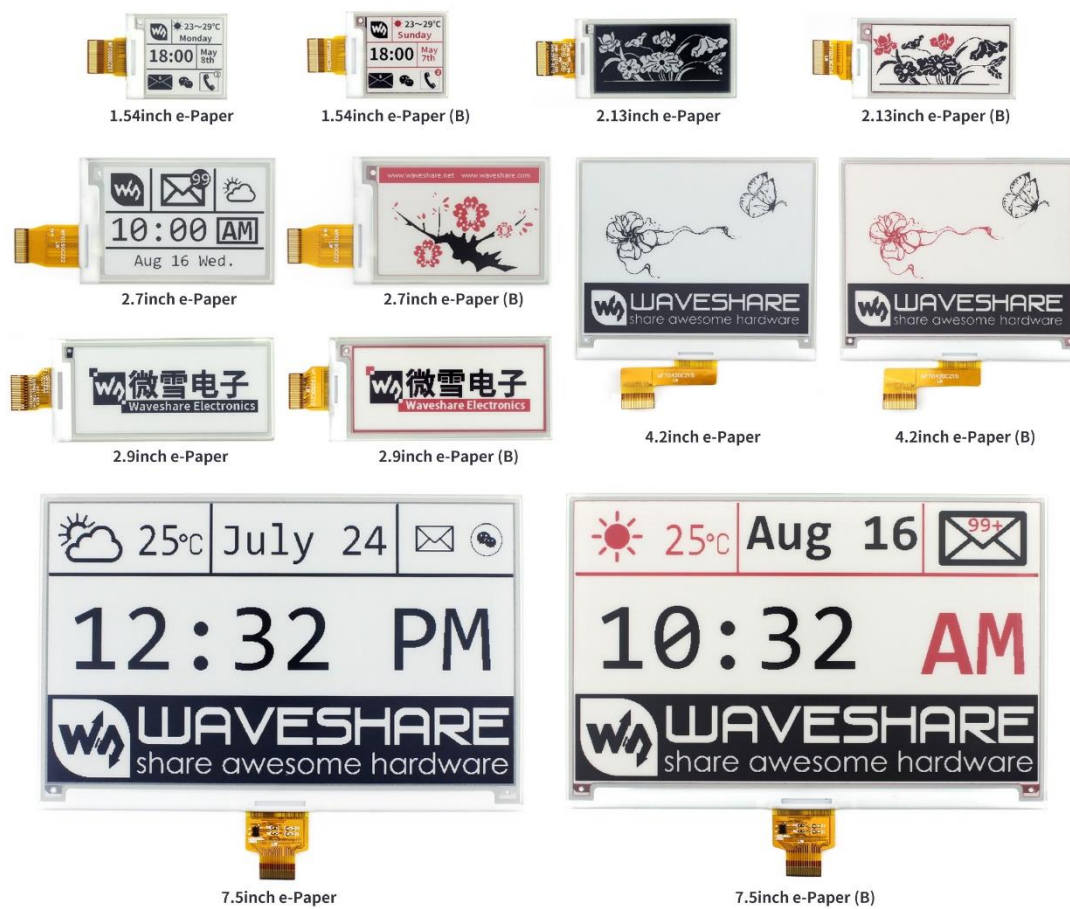 23~29℃
Monday
18:00
May
8th
1
1.54inch e-Paper
23~29℃
Sunday
18:00
May
7th
2
1.54inch e-Paper (B)
2.13inch e-Paper
2.13inch e-Paper (B)
99
10:00 AM
Aug 16 Wed.
2.7inch e-Paper
www.waveshare.net www.waveshare.com
2.7inch e-Paper (B)
WAVESHARE
share awesome hardware
4.2inch e-Paper
WAVESHARE
share awesome hardware
4.2inch e-Paper (B)
微雪电子
Waveshare Electronics
2.9inch e-Paper
微雪电子
Waveshare Electronics
2.9inch e-Paper (B)
25℃ July 24
12:32 PM
WAVESHARE
share awesome hardware
7.5inch e-Paper
25℃ Aug 16 99+
10:32 AM
WAVESHARE
share awesome hardware
7.5inch e-Paper (B)